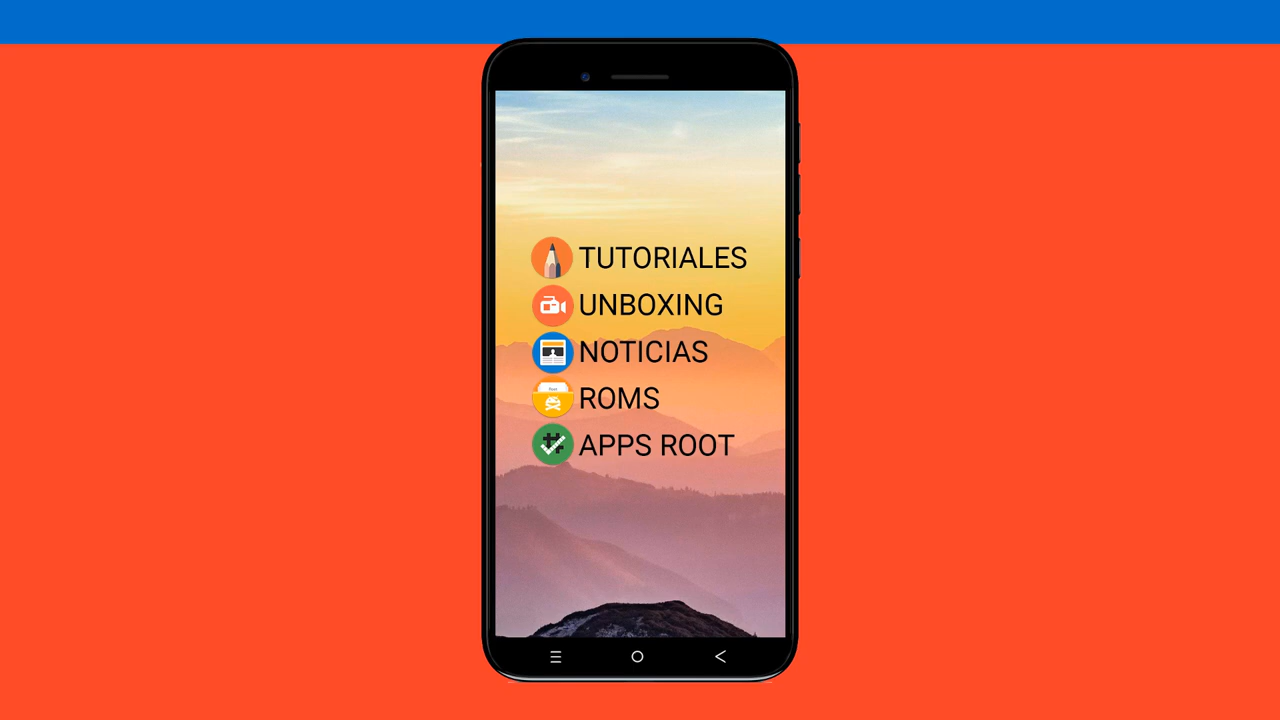 TUTORIALES
UNBOXING
NOTICIAS
ROMS
APPS ROOT